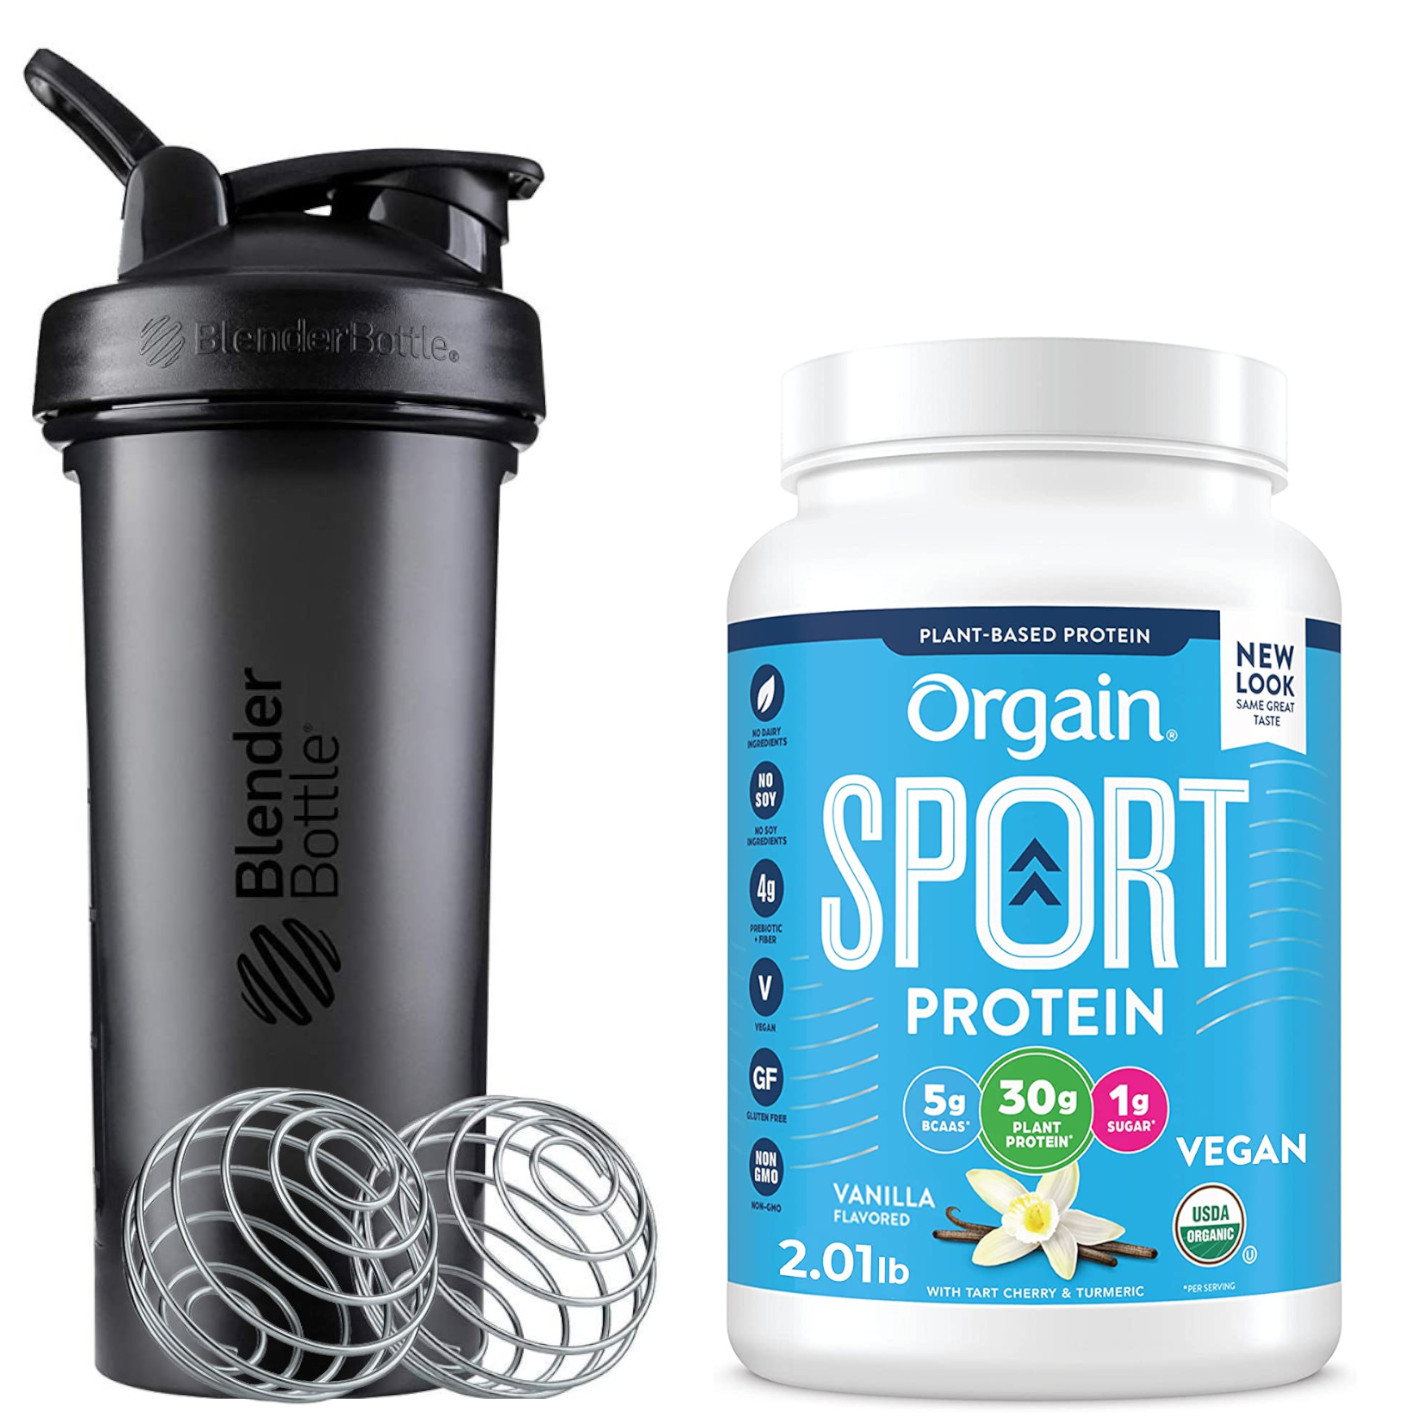 BlenderBottle®
Blender
Bottle®
PLANT-BASED PROTEIN
NEW
LOOK
SAME GREAT
TASTE
Orgain®
SPORT
PROTEIN
NO DAIRY
INGREDIENTS
NO
SOY
NO SOY
INGREDIENTS
4g
PREBIOTIC
+ FIBER
V
VEGAN
GF
GLUTEN FREE
NON
GMO
NON-GMO
5g
BCAAS*
30g
PLANT
PROTEIN*
1g
SUGAR*
VEGAN
VANILLA
FLAVORED
2.01lb
USDA
ORGANIC
U
WITH TART CHERRY & TURMERIC
*PER SERVING